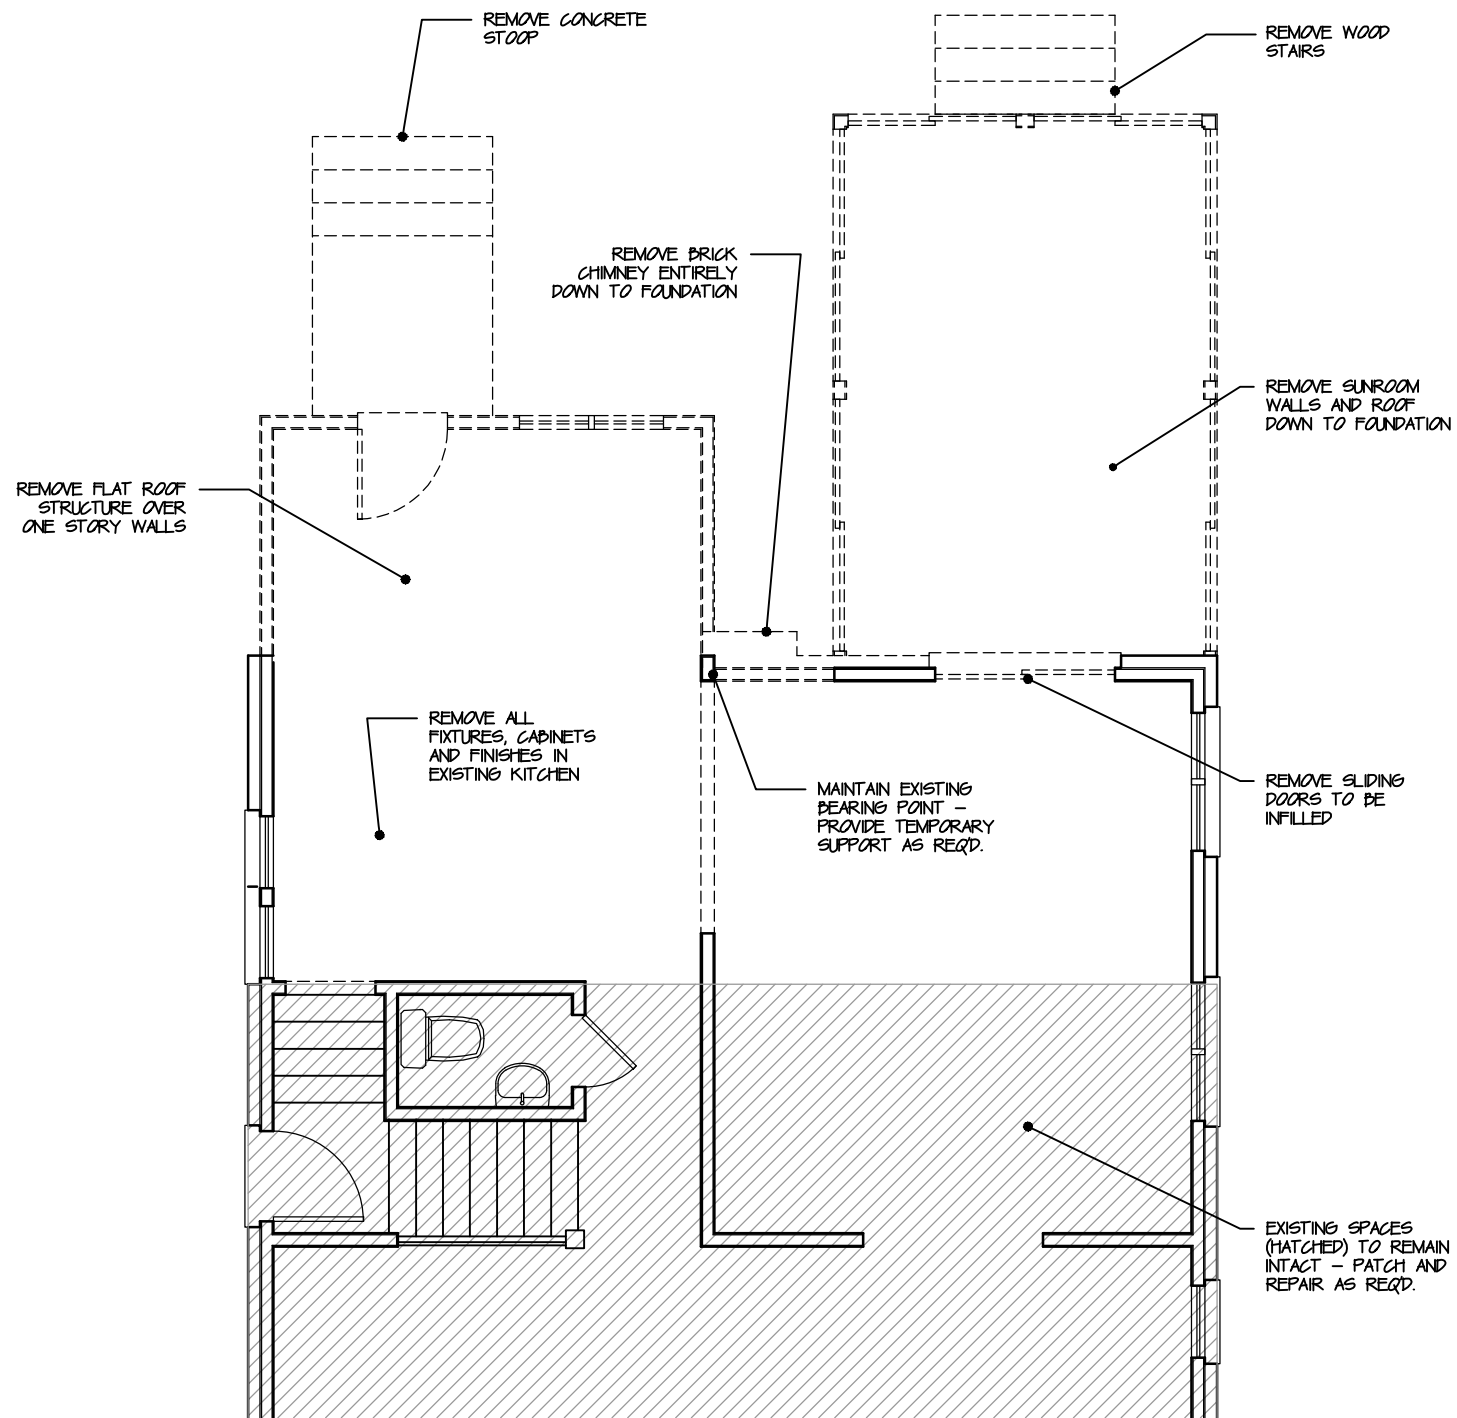 REMOVE CONCRETE
STOOP
REMOVE WOOD
STAIRS
REMOVE BRICK
CHIMNEY ENTIRELY
DOWN TO FOUNDATION
REMOVE SUNROOM
WALLS AND ROOF
DOWN TO FOUNDATION
REMOVE FLAT ROOF
STRUCTURE OVER
ONE STORY WALLS
REMOVE ALL
FIXTURES, CABINETS
AND FINISHES IN
EXISTING KITCHEN
MAINTAIN EXISTING
BEARING POINT –
PROVIDE TEMPORARY
SUPPORT AS REQ'D.
REMOVE SLIDING
DOORS TO BE
INFILLED
EXISTING SPACES
(HATCHED) TO REMAIN
INTACT – PATCH AND
REPAIR AS REQ'D.